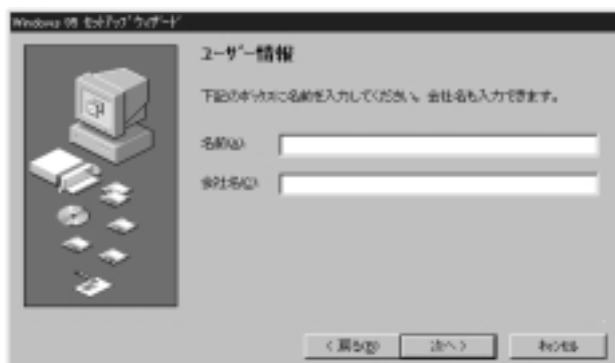 Windows 95 ｾｯﾄｱｯﾌﾟ ｳｨｻﾞｰﾄﾞ
ユーザー情報
下記のﾎﾞｯｸｽに名前を入力してください。会社名も入力できます。
名前(A):
会社名(C):
< 戻る(B)
次へ >
ｷｬﾝｾﾙ